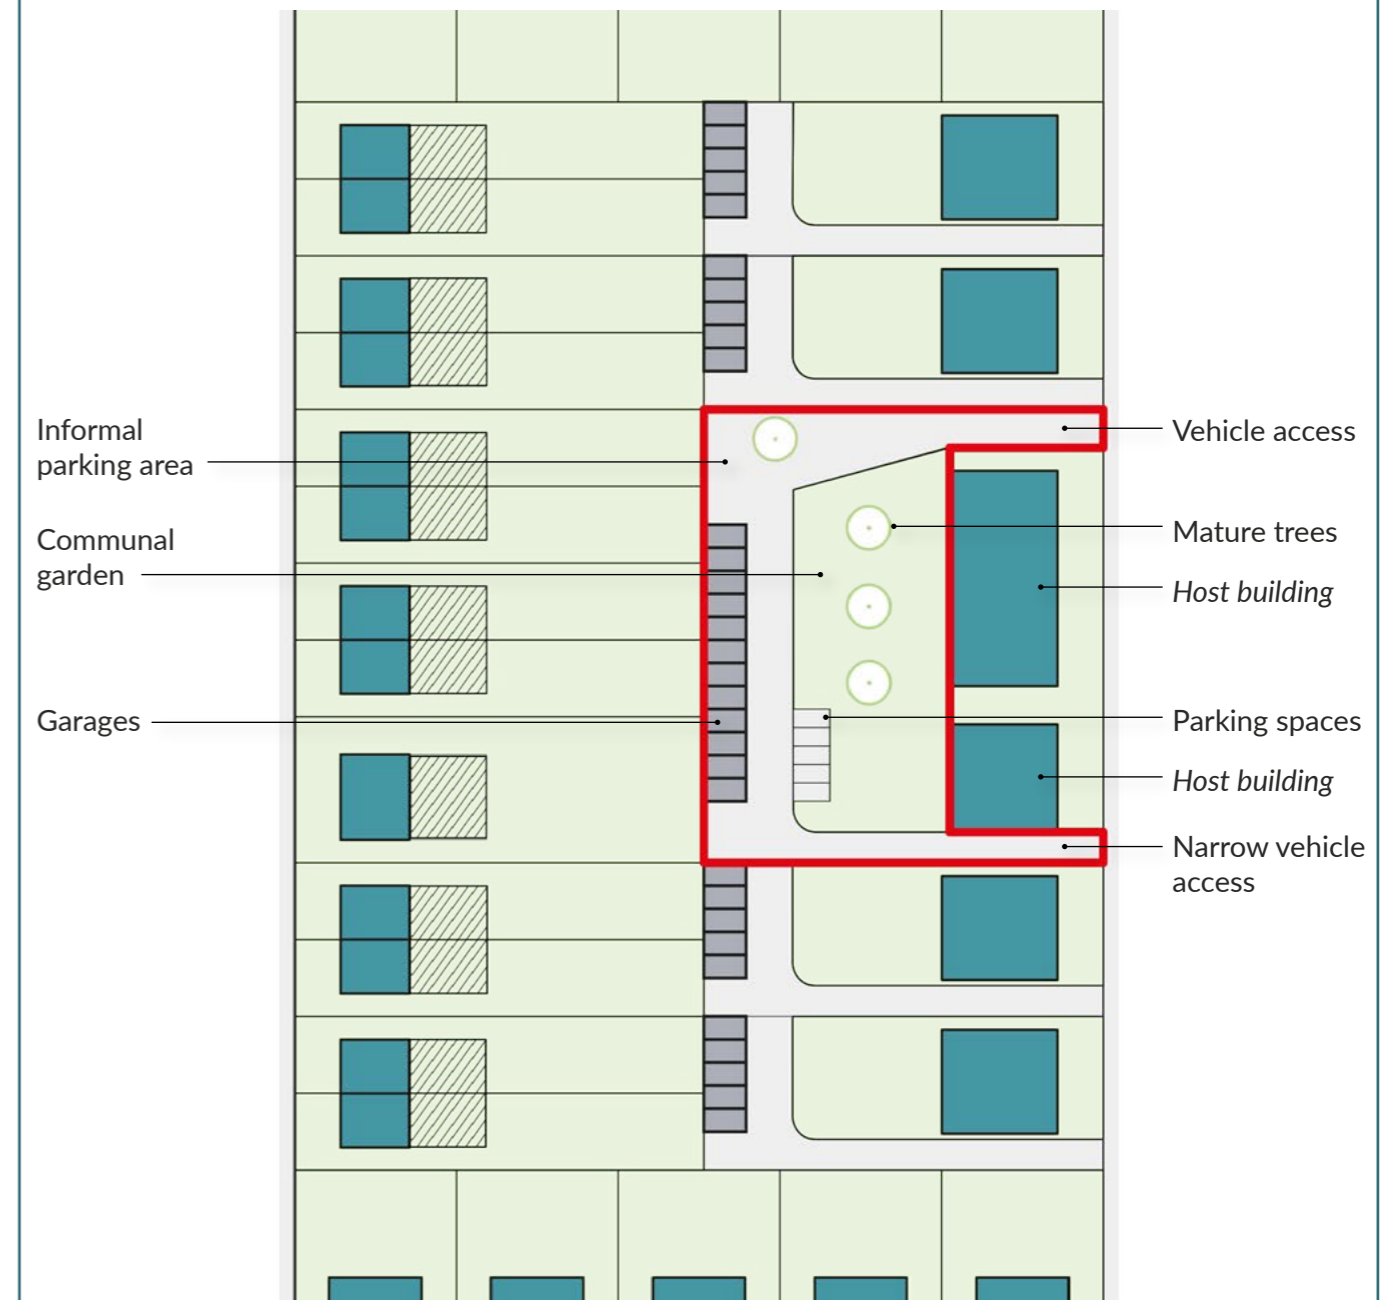 Informal
parking area
Communal
garden
Garages
Vehicle access
Mature trees
Host building
Parking spaces
Host building
Narrow vehicle
access